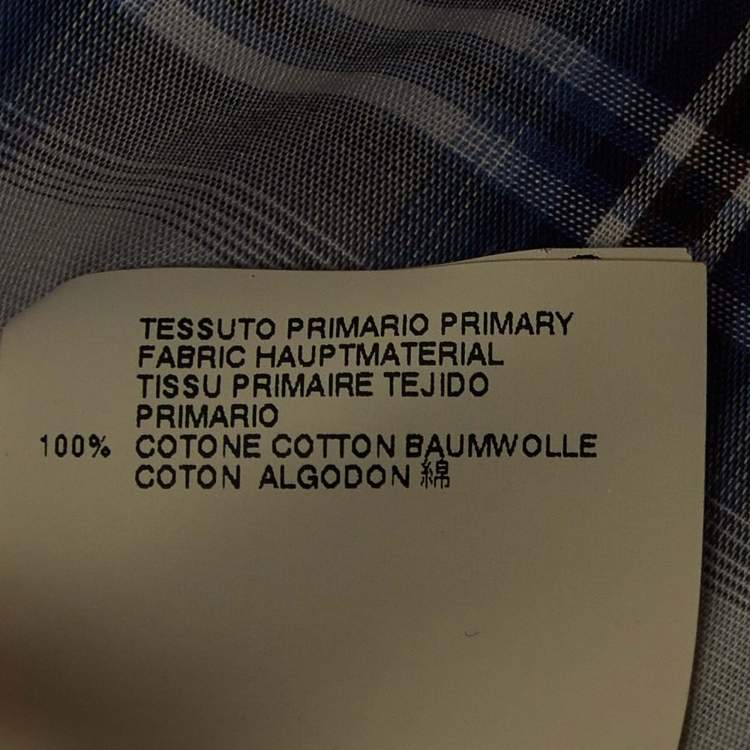 TESSUTO PRIMARIO PRIMARY
FABRIC HAUPTMATERIAL
TISSU PRIMAIRE TEJIDO
PRIMARIO
100% COTONE COTTON BAUMWOLLE
COTON ALGODON 綿